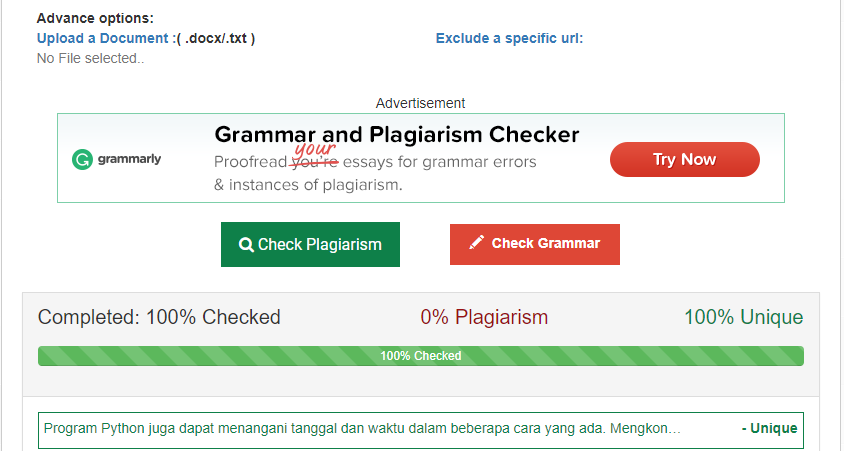 Advance options:
Upload a Document :( .docx/.txt )
Exclude a specific url:
No File selected..
Advertisement
grammarly
Grammar and Plagiarism Checker
your
Proofread you're essays for grammar errors
& instances of plagiarism.
Try Now
Check Plagiarism
Check Grammar
Completed: 100% Checked
0% Plagiarism
100% Unique
100% Checked
Program Python juga dapat menangani tanggal dan waktu dalam beberapa cara yang ada. Mengkon…
- Unique